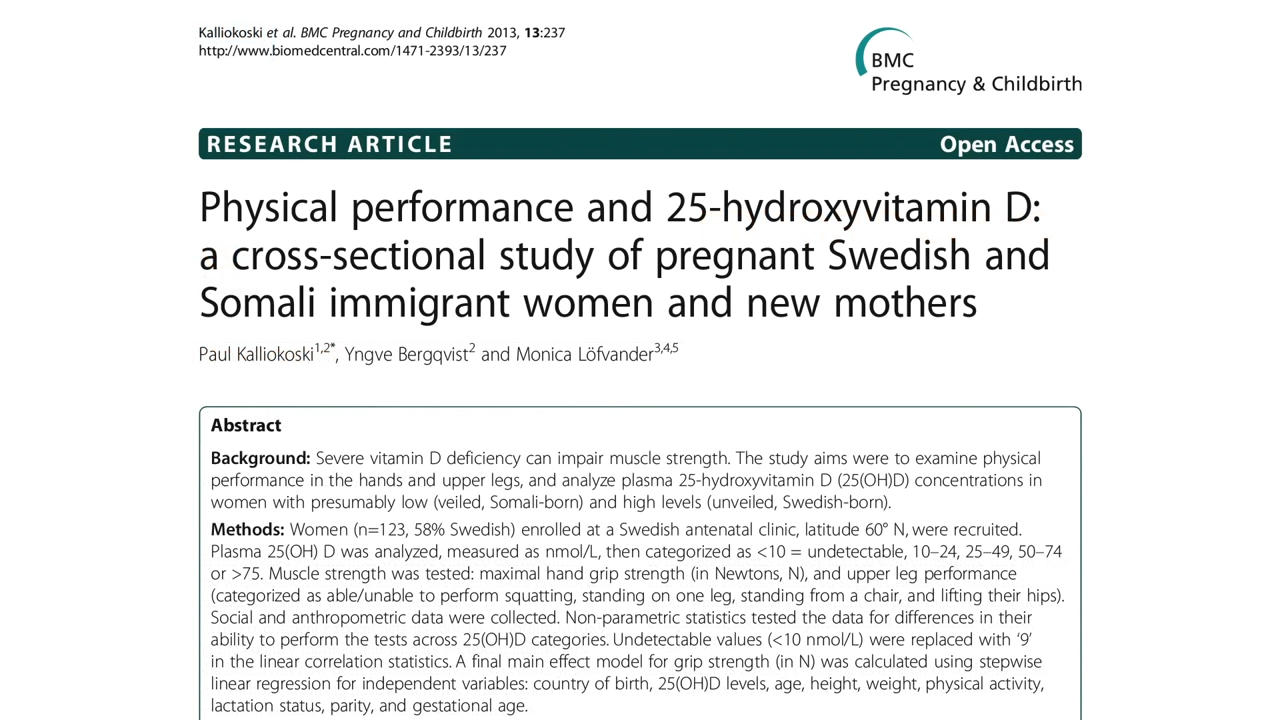 Kalliokoski et al. BMC Pregnancy and Childbirth 2013, 13:237
http://www.biomedcentral.com/1471-2393/13/237
BMC
Pregnancy & Childbirth
RESEARCH ARTICLE Open Access
Physical performance and 25-hydroxyvitamin D:
a cross-sectional study of pregnant Swedish and
Somali immigrant women and new mothers
Paul Kalliokoski1,2*, Yngve Bergqvist2 and Monica Löfvander3,4,5
Abstract
Background: Severe vitamin D deficiency can impair muscle strength. The study aims were to examine physical
performance in the hands and upper legs, and analyze plasma 25-hydroxyvitamin D (25(OH)D) concentrations in
women with presumably low (veiled, Somali-born) and high levels (unveiled, Swedish-born).
Methods: Women (n=123, 58% Swedish) enrolled at a Swedish antenatal clinic, latitude 60° N, were recruited.
Plasma 25(OH) D was analyzed, measured as nmol/L, then categorized as <10 = undetectable, 10–24, 25–49, 50–74
or >75. Muscle strength was tested: maximal hand grip strength (in Newtons, N), and upper leg performance
(categorized as able/unable to perform squatting, standing on one leg, standing from a chair, and lifting their hips).
Social and anthropometric data were collected. Non-parametric statistics tested the data for differences in their
ability to perform the tests across 25(OH)D categories. Undetectable values (<10 nmol/L) were replaced with ‘9’
in the linear correlation statistics. A final main effect model for grip strength (in N) was calculated using stepwise
linear regression for independent variables: country of birth, 25(OH)D levels, age, height, weight, physical activity,
lactation status, parity, and gestational age.